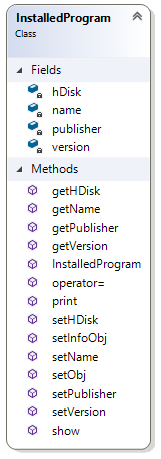 InstalledProgram
Class
Fields
hDisk
name
publisher
version
Methods
getHDisk
getName
getPublisher
getVersion
InstalledProgram
operator=
print
setHDisk
setInfoObj
setName
setObj
setPublisher
setVersion
show